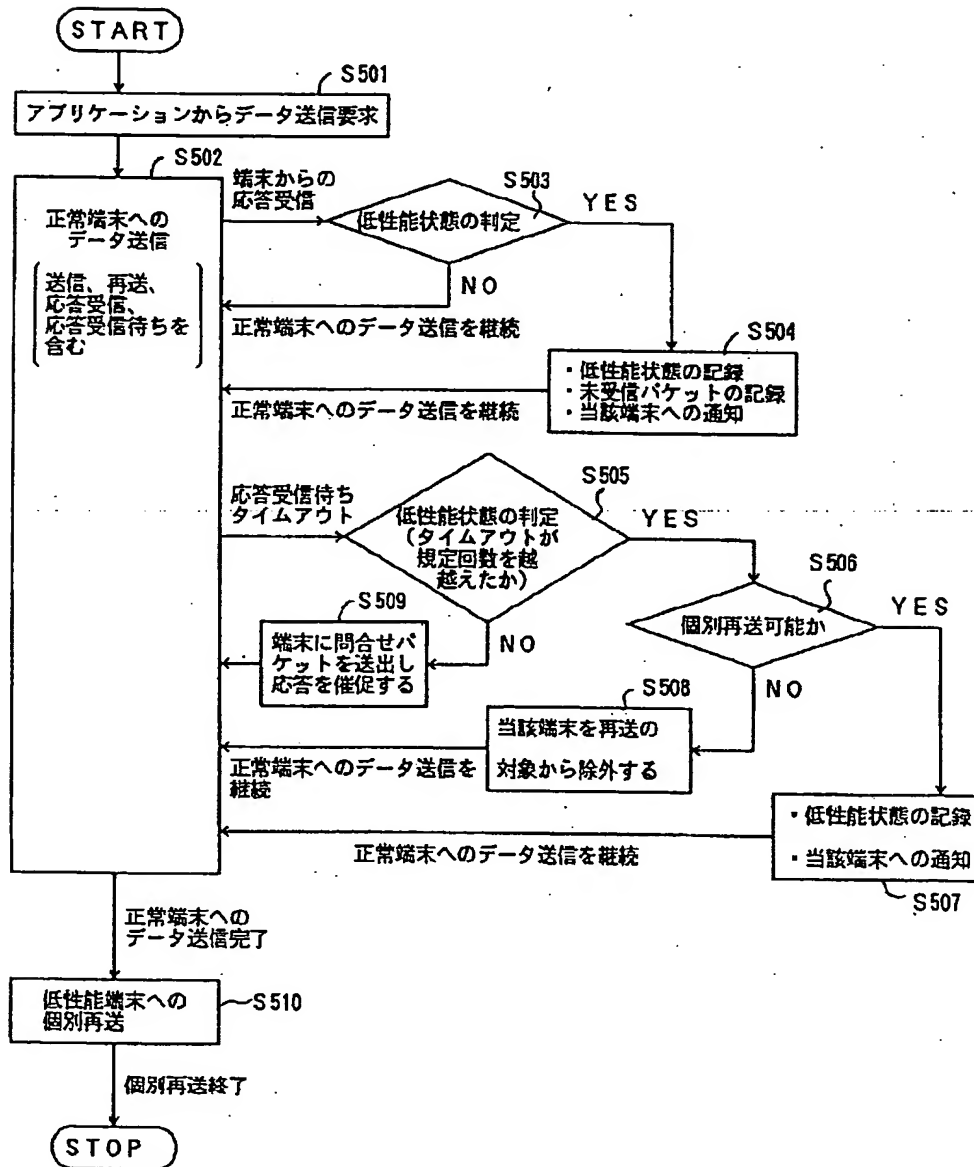 START
S501
アプリケーションからデータ送信要求
S502
正常端末への
データ送信
送信、再送、
応答受信、
応答受信待ちを
含む
端末からの
応答受信
S503
低性能状態の判定
YES
NO
正常端末へのデータ送信を継続
S504
・低性能状態の記録
・未受信パケットの記録
・当該端末への通知
正常端末へのデータ送信を継続
応答受信待ち
タイムアウト
S505
低性能状態の判定
(タイムアウトが
規定回数を越
越えたか)
YES
NO
S509
端末に問合せパ
ケットを送出し
応答を催促する
S506
個別再送可能か
YES
NO
S508
当該端末を再送の
対象から除外する
正常端末へのデータ送信を
継続
・低性能状態の記録
・当該端末への通知
S507
正常端末へのデータ送信を継続
正常端末への
データ送信完了
低性能端末への
個別再送
S510
個別再送終了
STOP